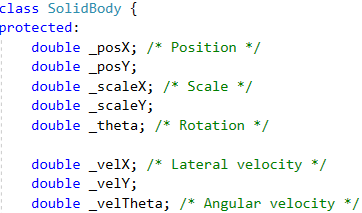 class SolidBody {
protected:
double _posX; /* Position */
double _posY;
double _scaleX; /* Scale */
double _scaleY;
double _theta; /* Rotation */
double _velX; /* Lateral velocity */
double _velY;
double _velTheta; /* Angular velocity */